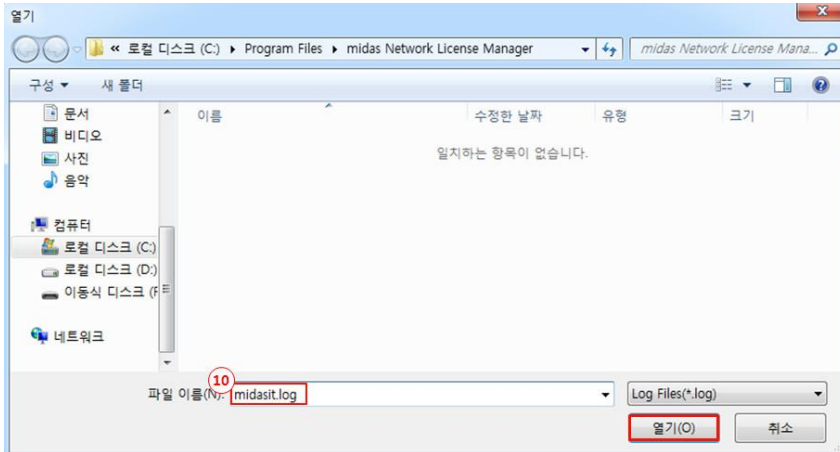 열기
« 로컬 디스크 (C:) ▸ Program Files ▸ midas Network License Manager
midas Network License Mana...
구성 새 폴더
이름 수정한 날짜 유형 크기
일치하는 항목이 없습니다.
문서
비디오
사진
음악
컴퓨터
로컬 디스크 (C:)
로컬 디스크 (D:)
이동식 디스크 (F
네트워크
10
파일 이름(N): midasit.log
Log Files(*.log)
열기(O) 취소